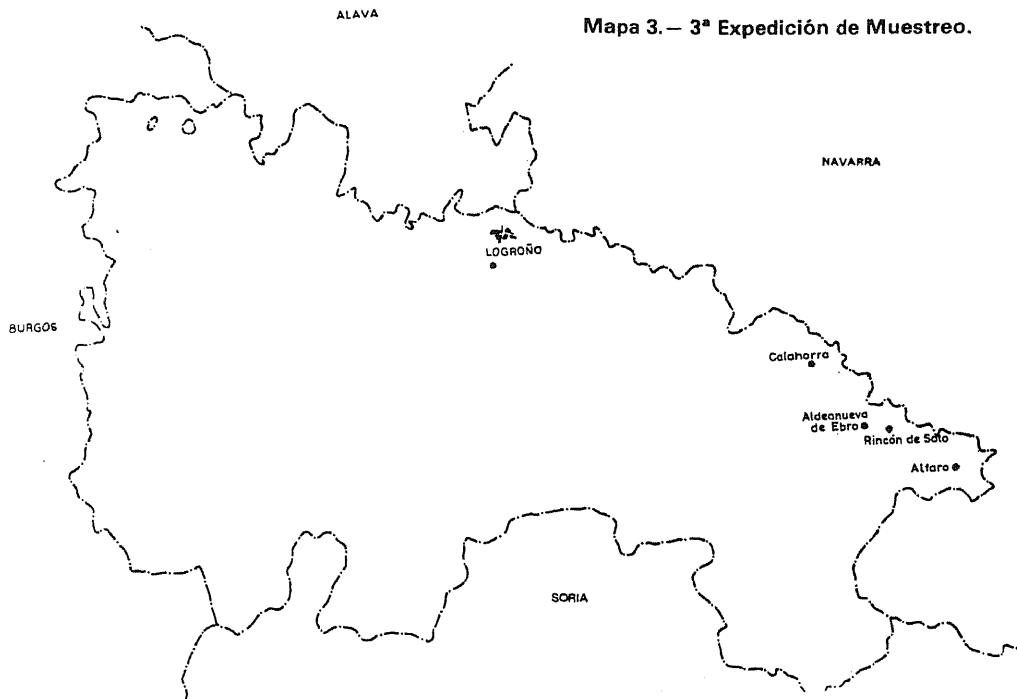 ALAVA
Mapa 3.— 3ª Expedición de Muestreo.
NAVARRA
LOGROÑO
BURGOS
Calahorra
Aldeanueva
de Ebro
Rincón de Soto
Alfaro
SORIA